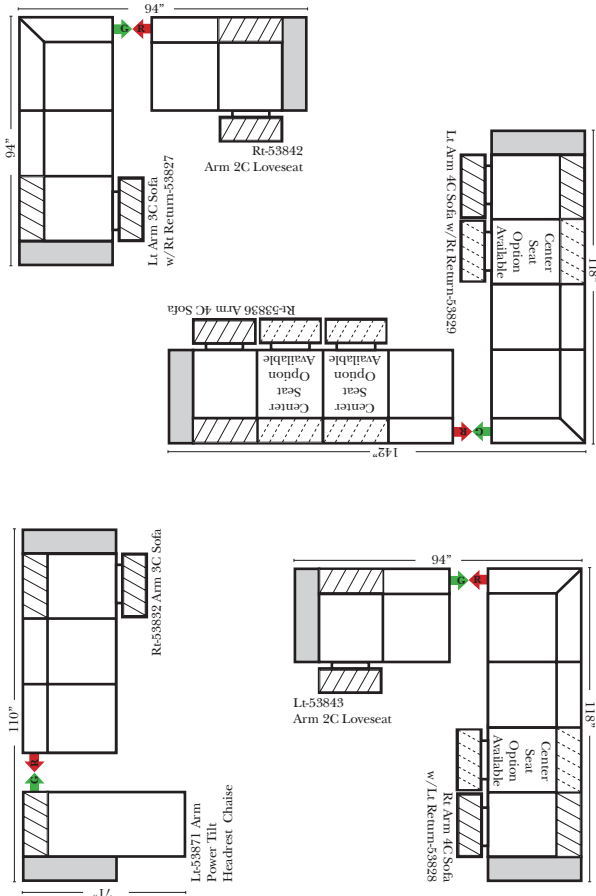 94”
G R
94”
Rt-53842
Arm 2C Loveseat
Lt Arm 3C Sofa
w/Rt Return-53827
Lt Arm 4C Sofa w/Rt Return-53829
Center
Seat
Option
Available
118”
Rt-53836 Arm 4C Sofa
Center
Seat
Option
Available
Center
Seat
Option
Available
R G
142”
110”
Rt-53832 Arm 3C Sofa
R
G
Lt-53871 Arm
Power Tilt
Headrest Chaise
71”
94”
G R
Lt-53843
Arm 2C Loveseat
118”
Center
Seat
Option
Available
Rt Arm 4C Sofa
w/Lt Return-53828